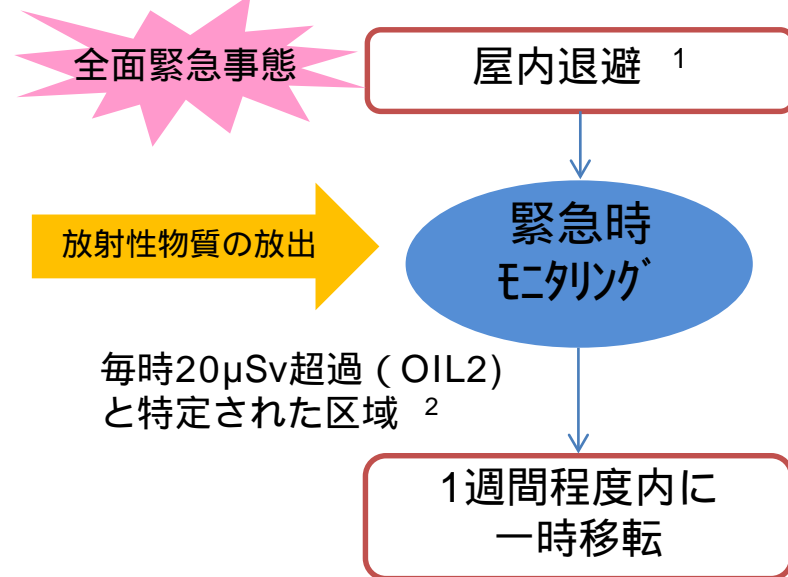 全面緊急事態
屋内退避 1
放射性物質の放出
緊急時
ﾓﾆﾀﾘﾝｸﾞ
毎時20μSv超過（OIL2)
と特定された区域 2
1週間程度内に
一時移転